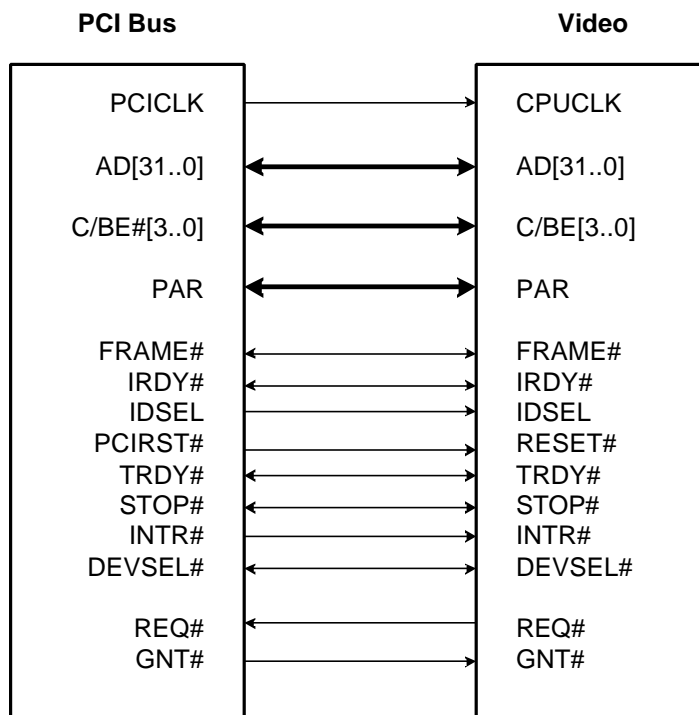 PCI Bus Video
PCICLK CPUCLK
AD[31..0] AD[31..0]
C/BE#[3..0] C/BE[3..0]
PAR PAR
FRAME# FRAME#
IRDY# IRDY#
IDSEL IDSEL
PCIRST# RESET#
TRDY# TRDY#
STOP# STOP#
INTR# INTR#
DEVSEL# DEVSEL#
REQ# REQ#
GNT# GNT#